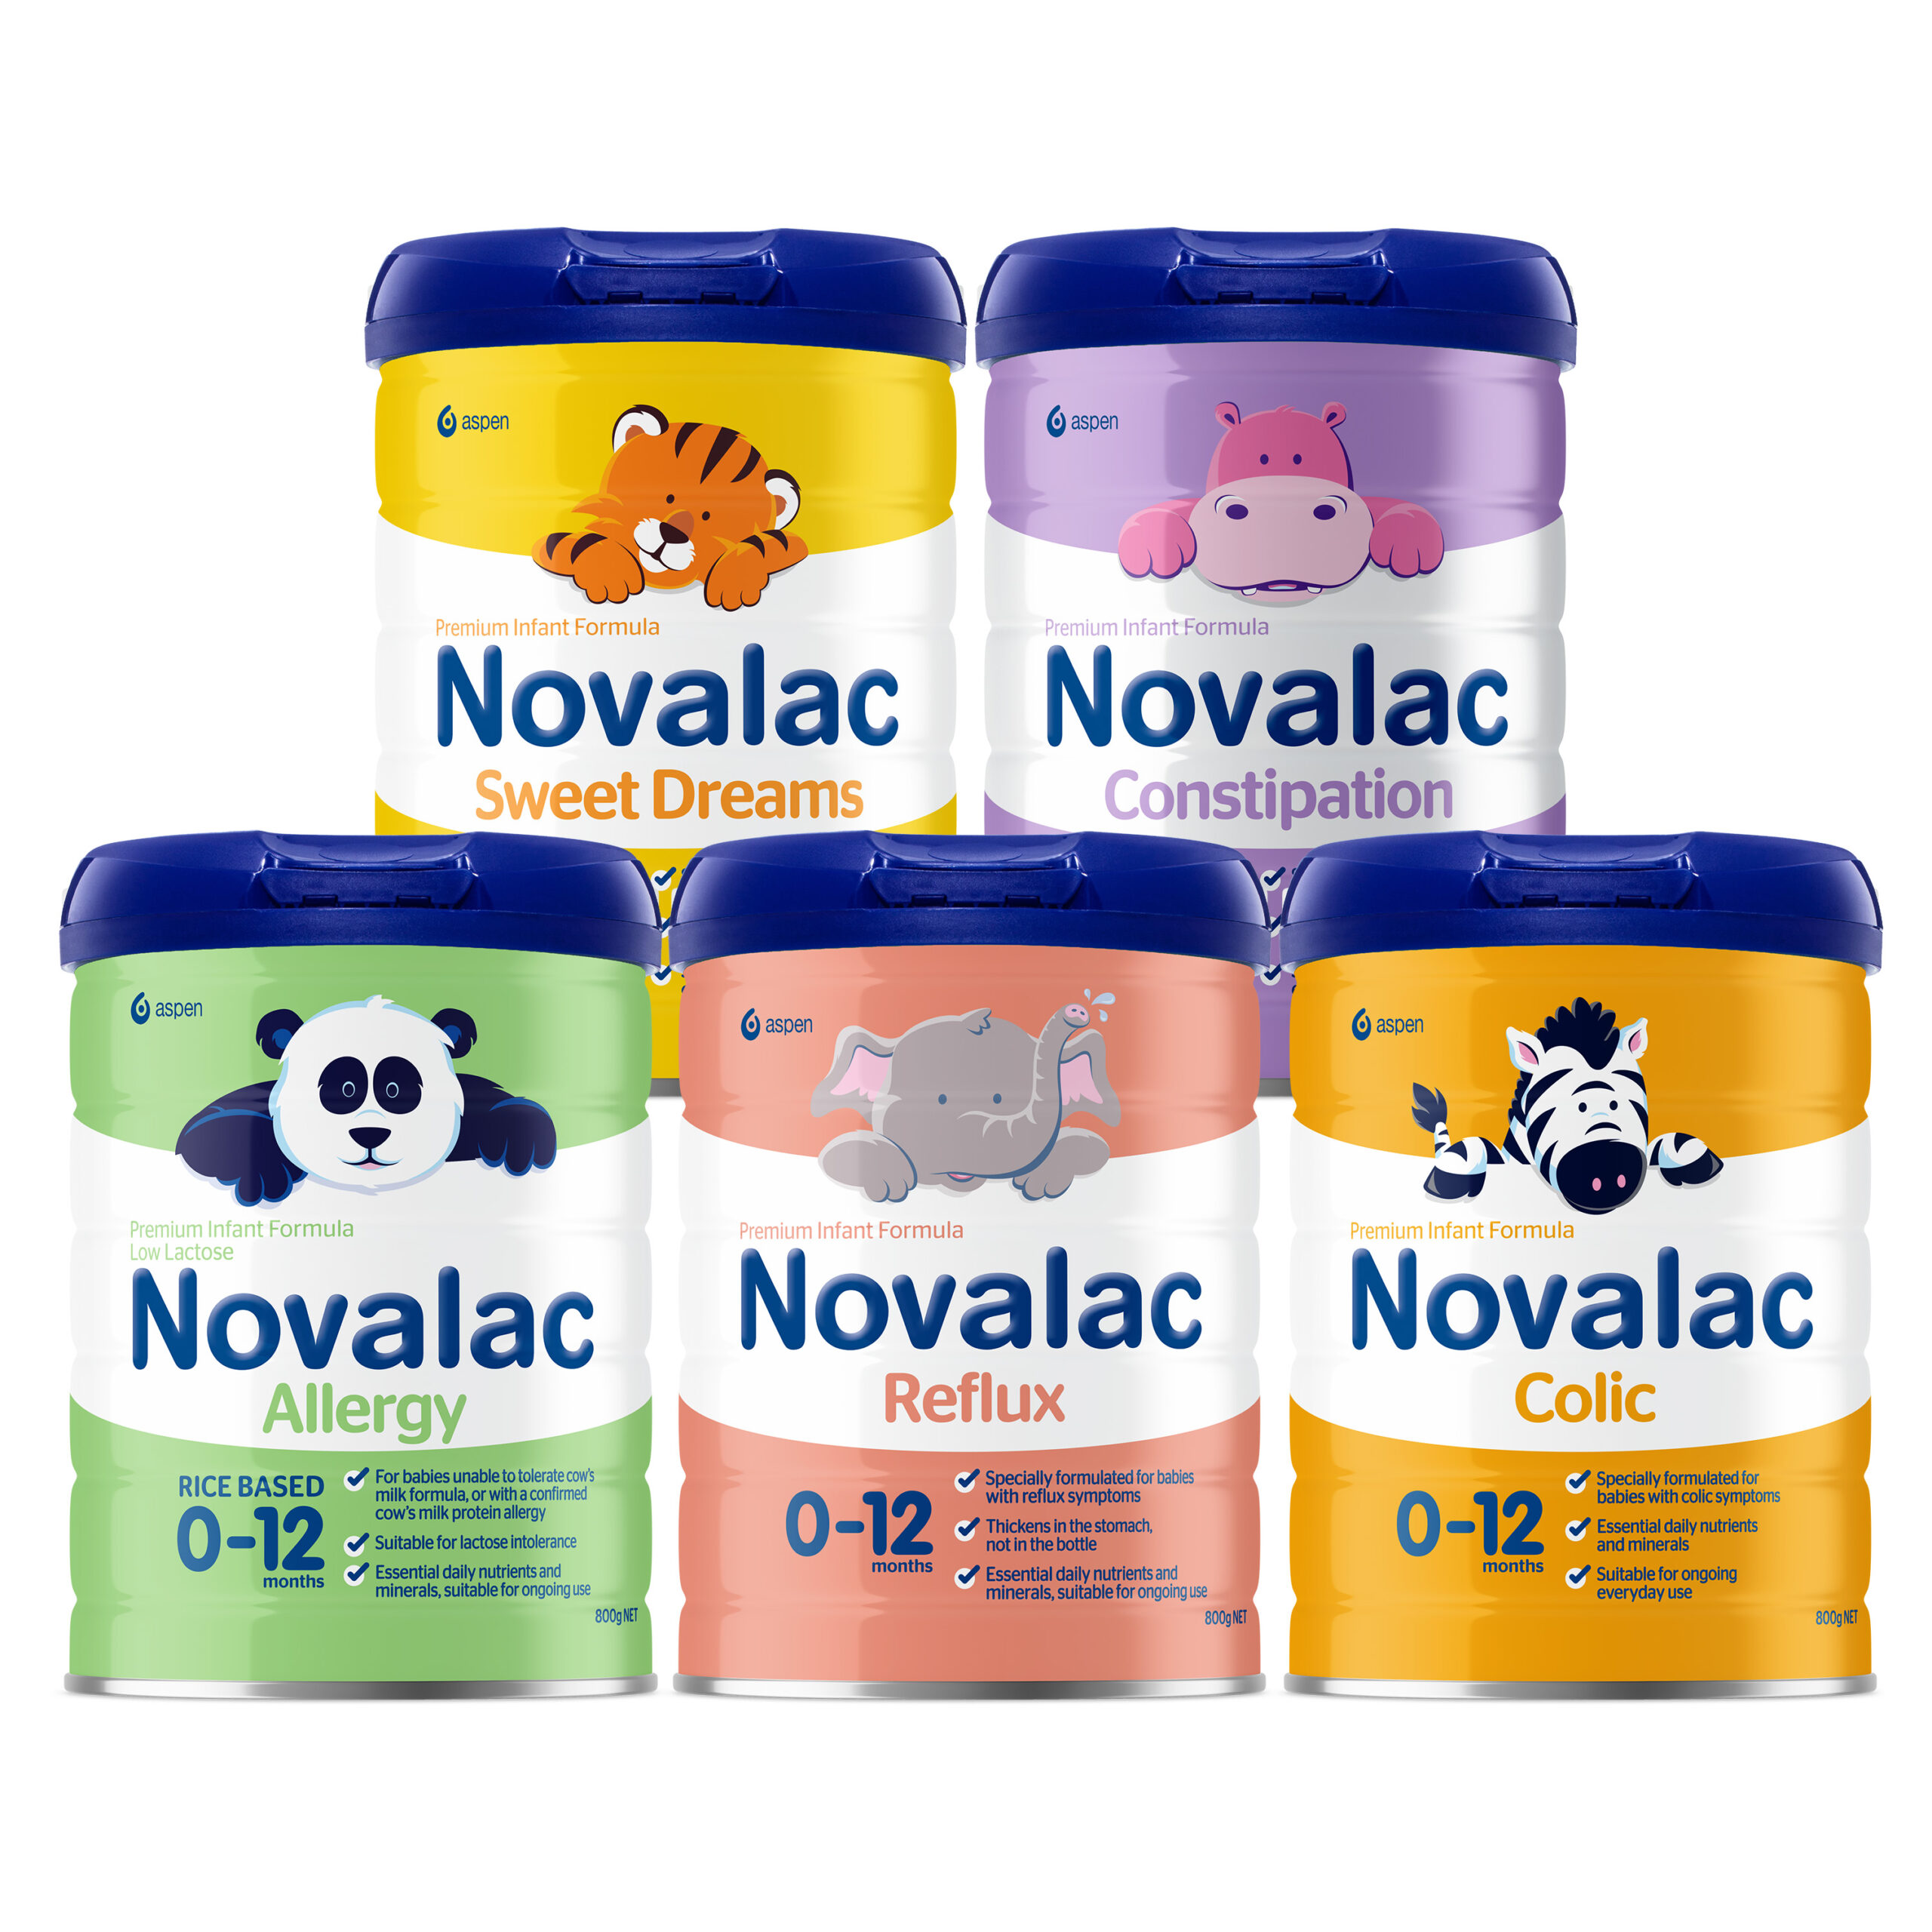 aspen
Premium Infant Formula
Novalac
Sweet Dreams
aspen
Premium Infant Formula
Novalac
Constipation
aspen
Premium Infant Formula
Low Lactose
Novalac
Allergy
RICE BASED
0-12
months
For babies unable to tolerate cow's
milk formula, or with a confirmed
cow's milk protein allergy
Suitable for lactose intolerance
Essential daily nutrients and
minerals, suitable for ongoing use
800g NET
aspen
Premium Infant Formula
Novalac
Reflux
0-12
months
Specially formulated for babies
with reflux symptoms
Thickens in the stomach,
not in the bottle
Essential daily nutrients and
minerals, suitable for ongoing use
800g NET
aspen
Premium Infant Formula
Novalac
Colic
0-12
months
Specially formulated for
babies with colic symptoms
Essential daily nutrients
and minerals
Suitable for ongoing
everyday use
800g NET